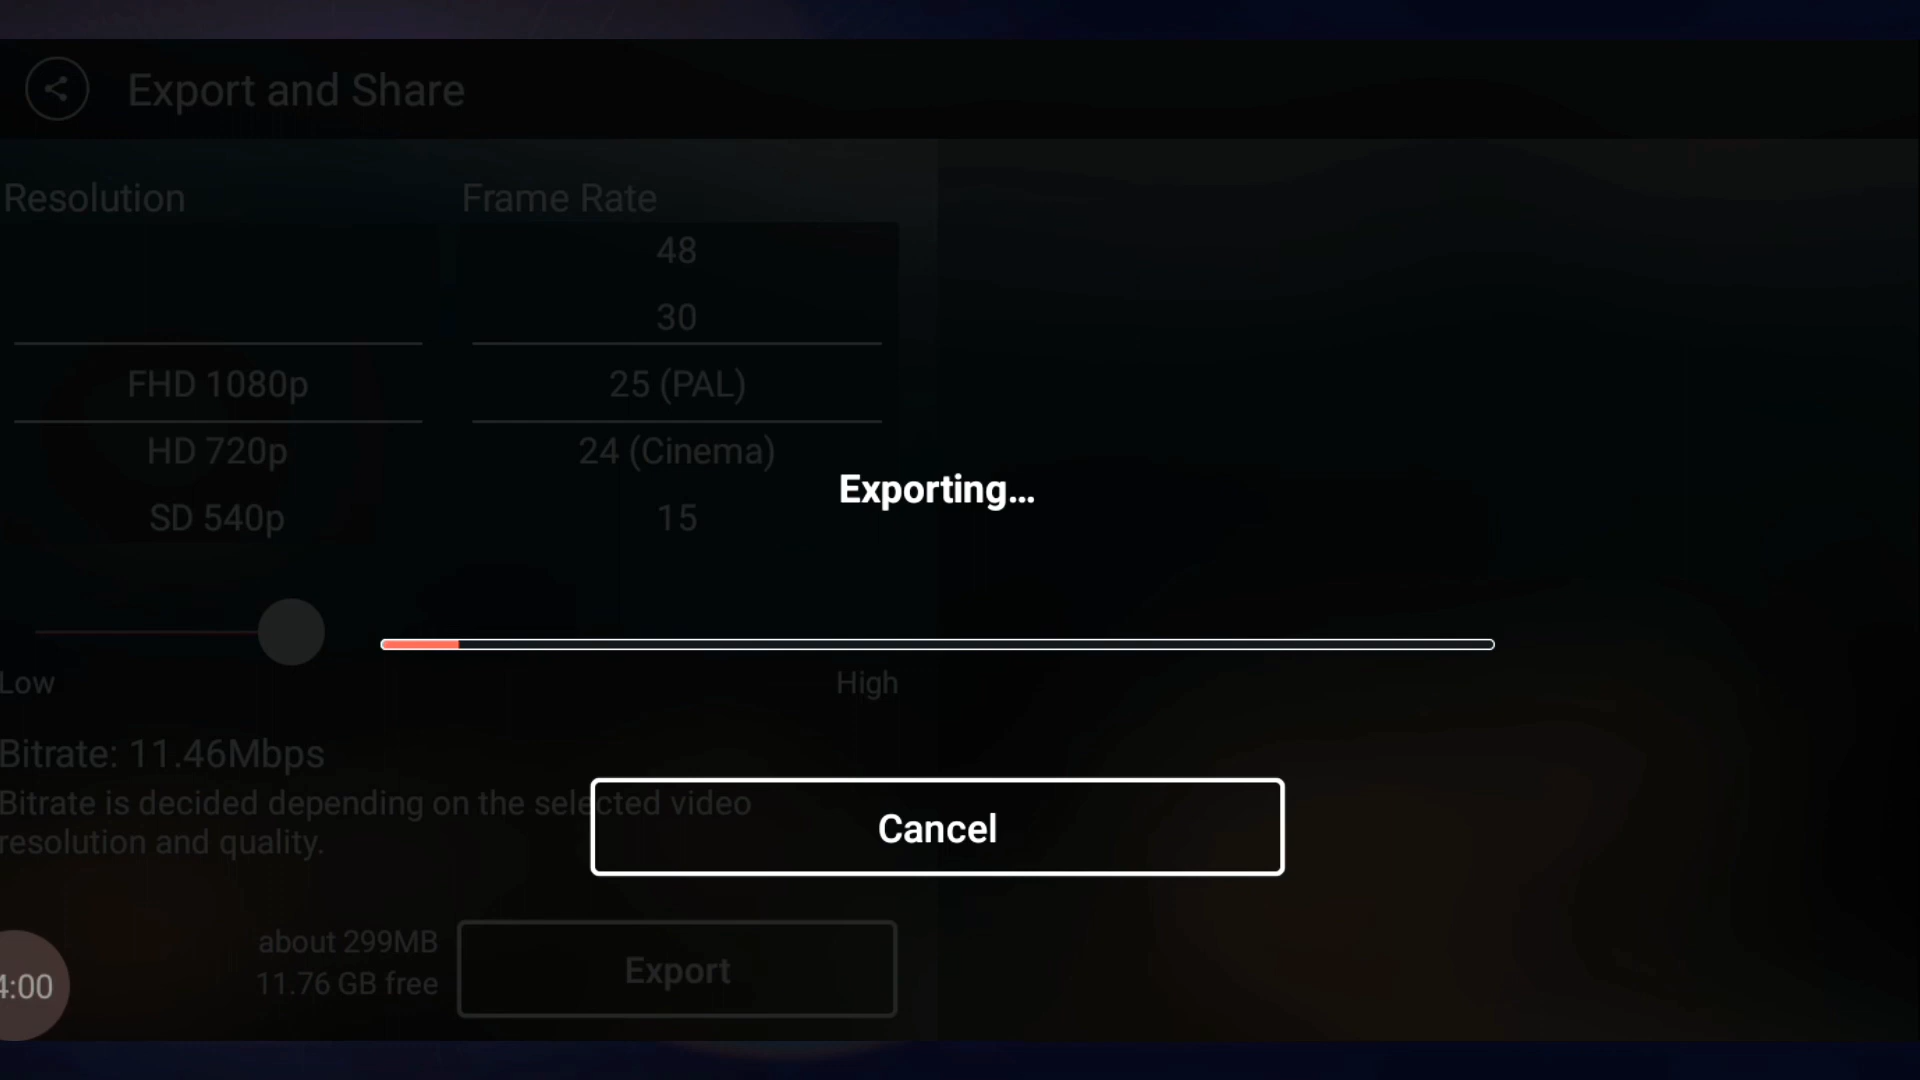 Export and Share
Resolution
Frame Rate
48
30
FHD 1080p
25 (PAL)
HD 720p
24 (Cinema)
SD 540p
15
Exporting...
Low
High
Bitrate: 11.46Mbps
Bitrate is decided depending on the selected video
resolution and quality.
Cancel
about 299MB
11.76 GB free
Export
4:00